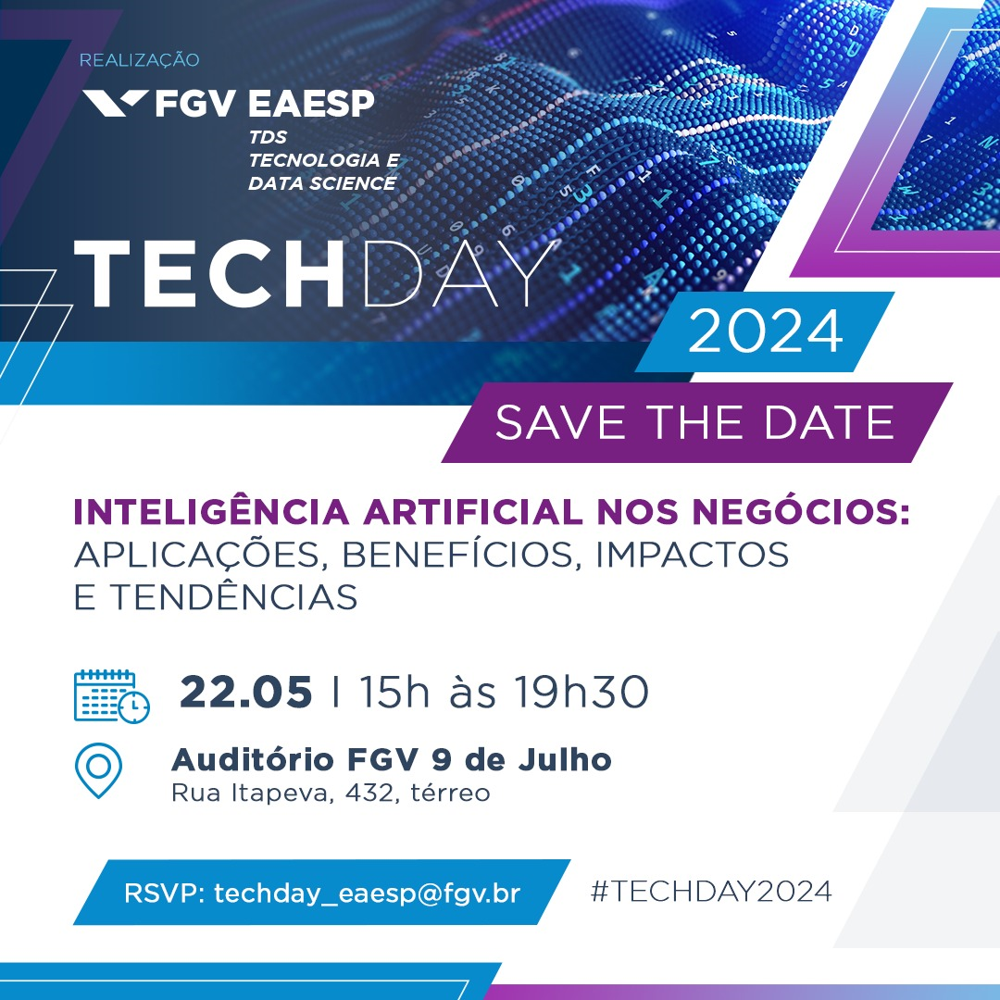 REALIZAÇÃO
FGV EAESP
TDS
TECNOLOGIA E
DATA SCIENCE
TECHDAY
2024
SAVE THE DATE
INTELIGÊNCIA ARTIFICIAL NOS NEGÓCIOS:
APLICAÇÕES, BENEFÍCIOS, IMPACTOS
E TENDÊNCIAS
22.05 | 15h às 19h30
Auditório FGV 9 de Julho
Rua Itapeva, 432, térreo
RSVP: techday_eaesp@fgv.br
#TECHDAY2024